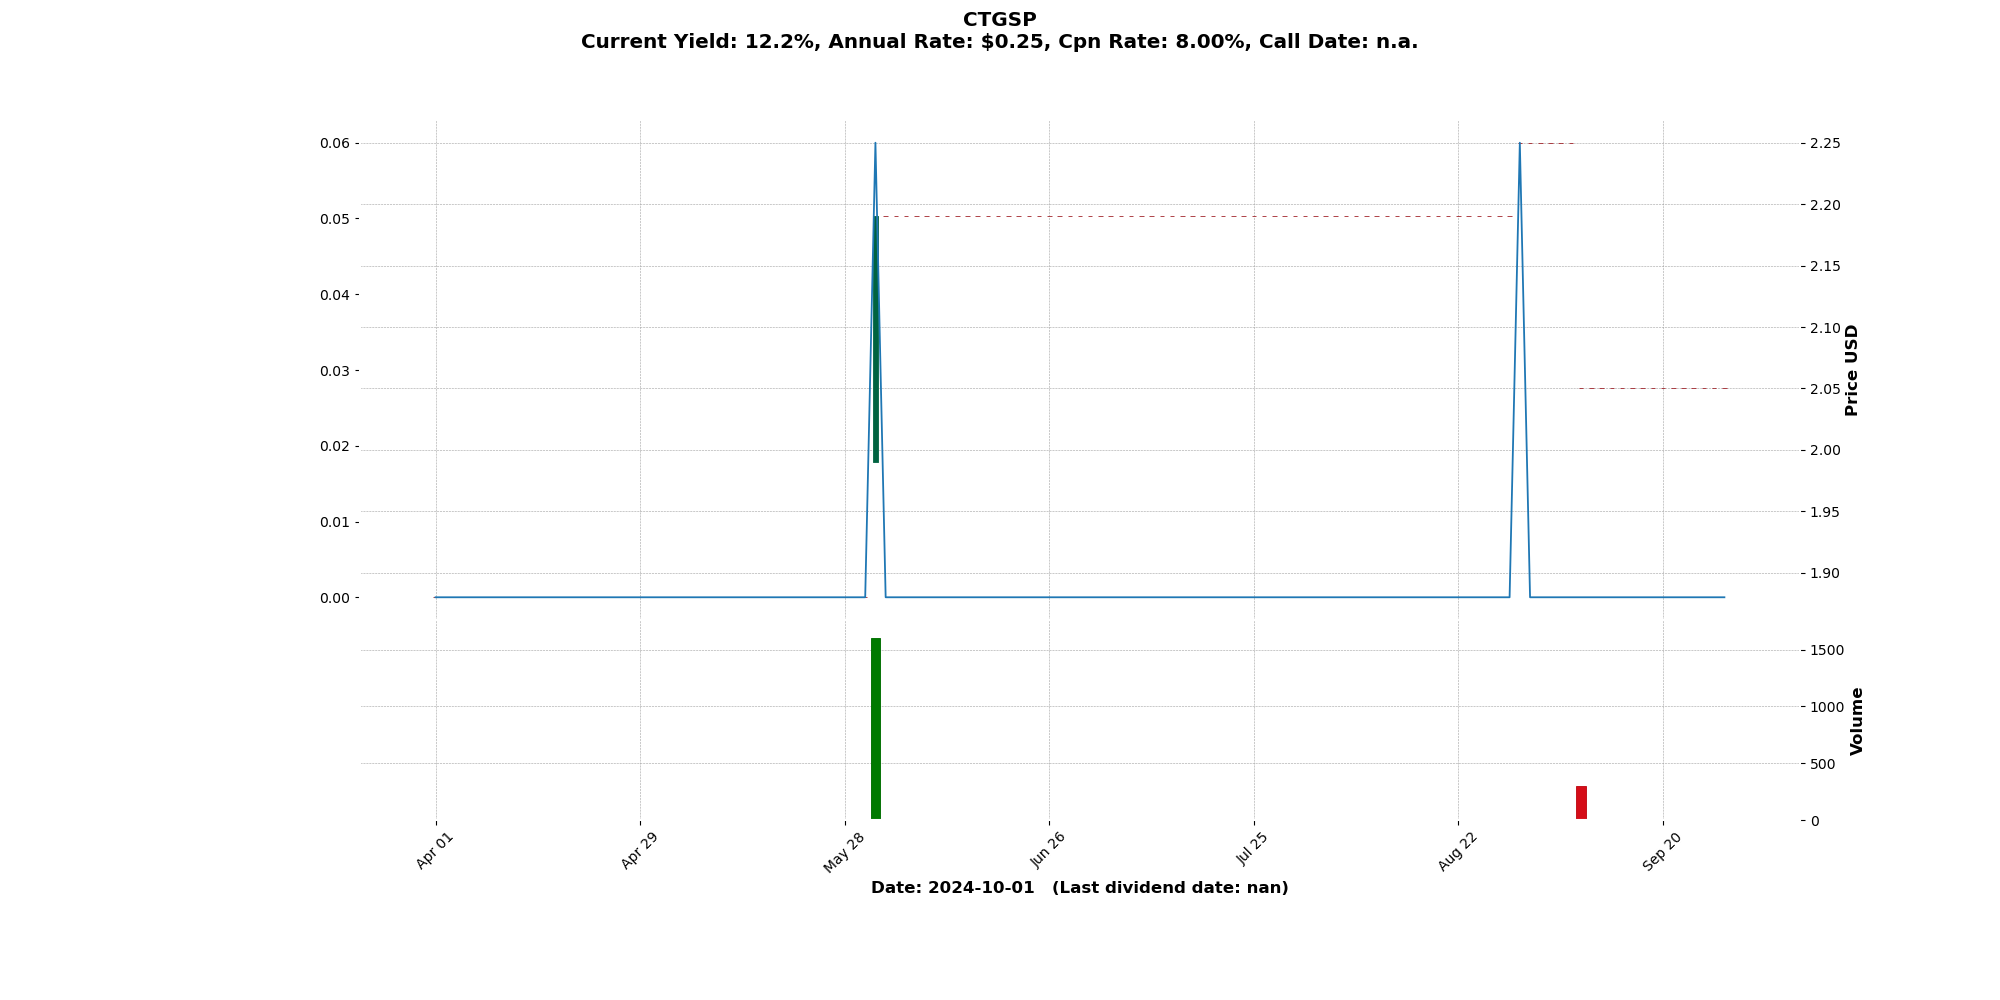 CTGSP
Current Yield: 12.2%, Annual Rate: $0.25, Cpn Rate: 8.00%, Call Date: n.a.
0.06
0.05
0.04
0.03
0.02
0.01
0.00
2.25
2.20
2.15
2.10
2.05
2.00
1.95
1.90
Price USD
1500
1000
500
0
Volume
Apr 01
Apr 29
May 28
Jun 26
Jul 25
Aug 22
Sep 20
Date: 2024-10-01 (Last dividend date: nan)